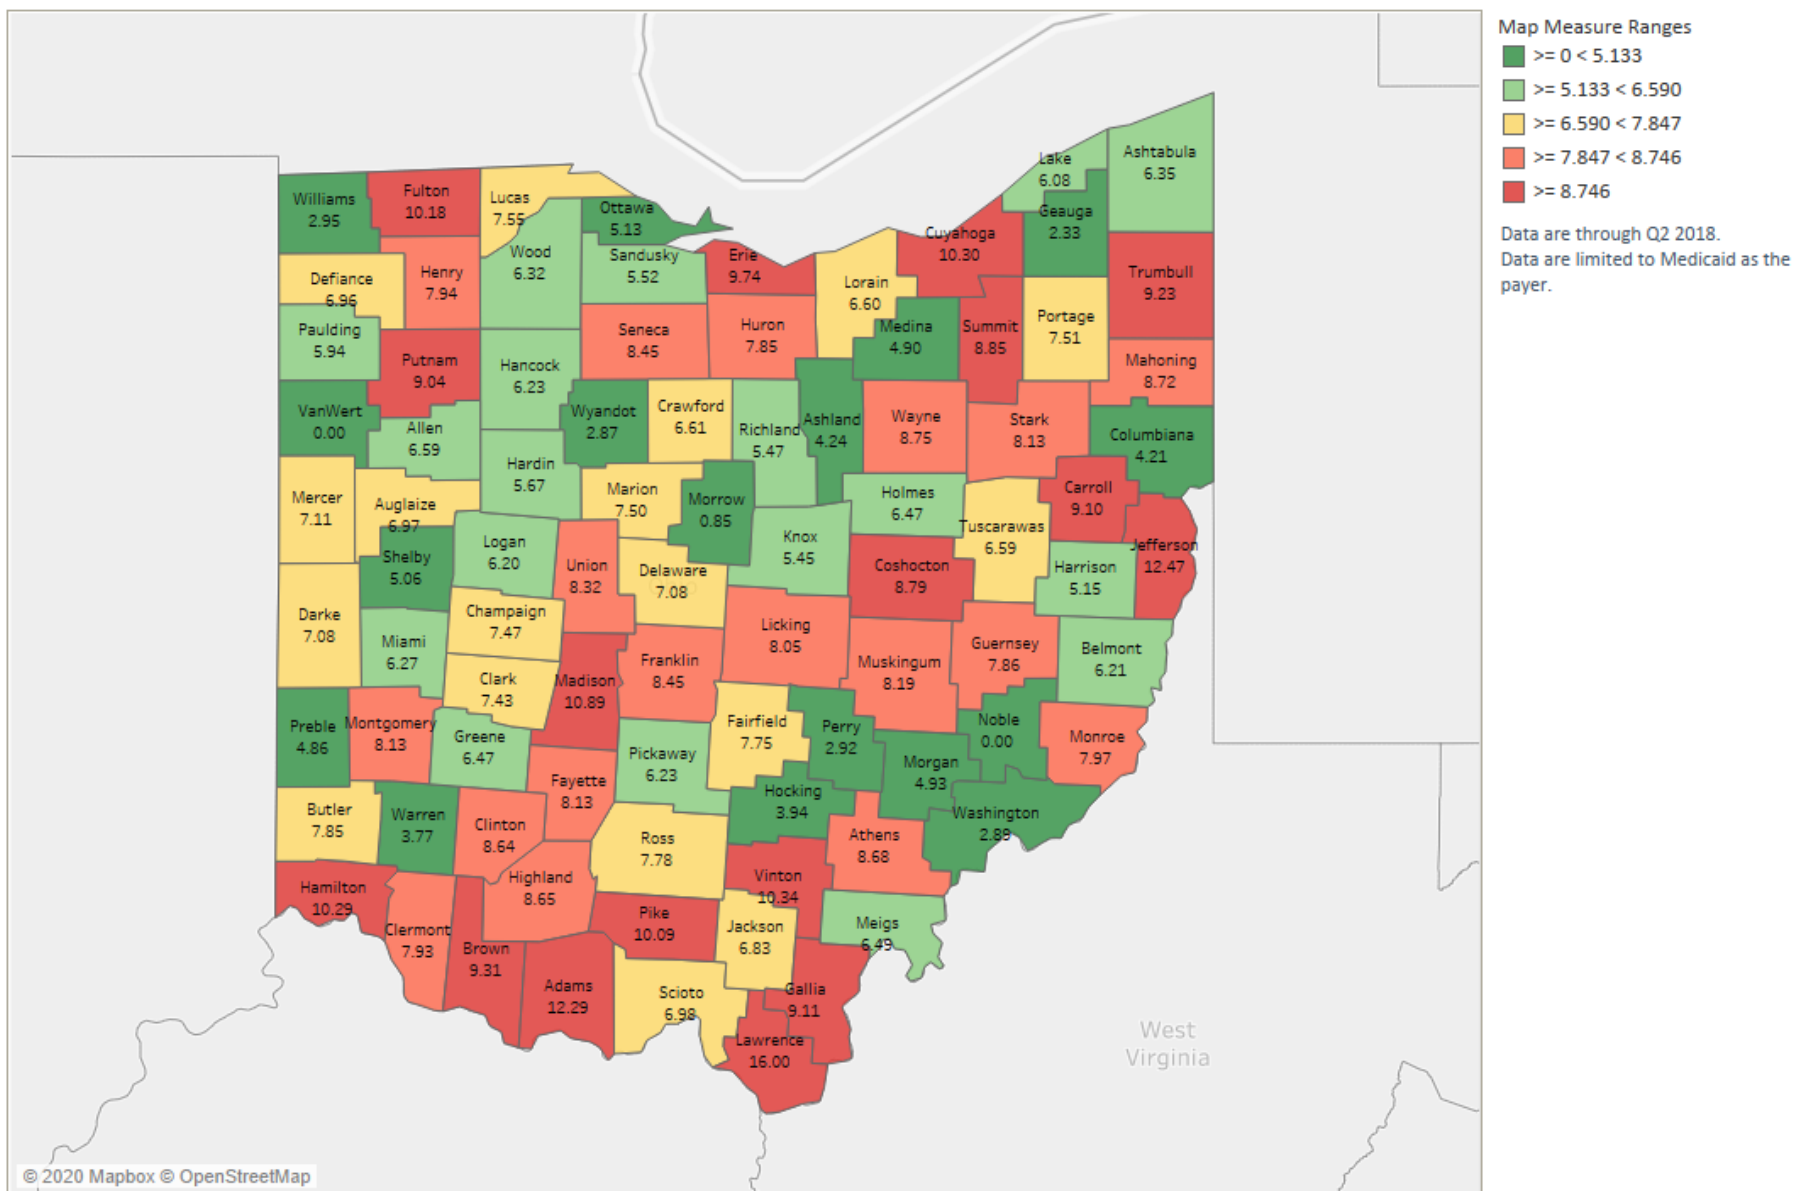 Map Measure Ranges
>= 0 < 5.133
>= 5.133 < 6.590
>= 6.590 < 7.847
>= 7.847 < 8.746
>= 8.746
Data are through Q2 2018.
Data are limited to Medicaid as the
payer.
Williams
2.95
Fulton
10.18
Lucas
7.55
Ottawa
5.13
Lake
6.08
Ashtabula
6.35
Geauga
2.33
Cuyahoga
10.30
Wood
6.32
Sandusky
5.52
Erie
9.74
Defiance
6.96
Henry
7.94
Lorain
6.60
Trumbull
9.23
Paulding
5.94
Seneca
8.45
Huron
7.85
Medina
4.90
Summit
8.85
Portage
7.51
Putnam
9.04
Hancock
6.23
Mahoning
8.72
VanWert
0.00
Allen
6.59
Wyandot
2.87
Crawford
6.61
Richland
5.47
Ashland
4.24
Wayne
8.75
Stark
8.13
Columbiana
4.21
Hardin
5.67
Mercer
7.11
Auglaize
6.97
Marion
7.50
Morrow
0.85
Holmes
6.47
Carroll
9.10
Tuscarawas
6.59
Shelby
5.06
Logan
6.20
Union
8.32
Delaware
7.08
Knox
5.45
Coshocton
8.79
Harrison
5.15
Jefferson
12.47
Darke
7.08
Miami
6.27
Champaign
7.47
Licking
8.05
Muskingum
8.19
Guernsey
7.86
Belmont
6.21
Clark
7.43
Madison
10.89
Franklin
8.45
Preble
4.86
Montgomery
8.13
Greene
6.47
Fairfield
7.75
Perry
2.92
Noble
0.00
Monroe
7.97
Pickaway
6.23
Morgan
4.93
Fayette
8.13
Hocking
3.94
Washington
2.89
Butler
7.85
Warren
3.77
Clinton
8.64
Ross
7.78
Athens
8.68
Hamilton
10.29
Highland
8.65
Vinton
10.34
Clermont
7.93
Brown
9.31
Pike
10.09
Jackson
6.83
Meigs
6.49
Adams
12.29
Scioto
6.98
Gallia
9.11
Lawrence
16.00
West
Virginia
© 2020 Mapbox © OpenStreetMap